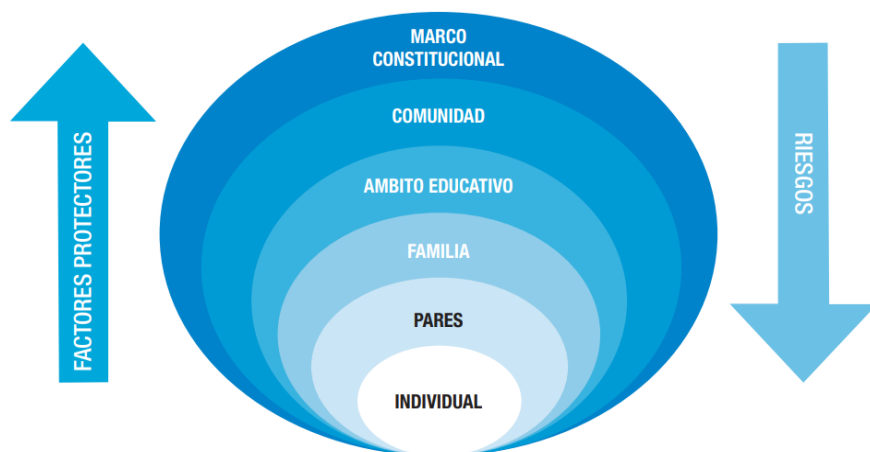 MARCO
CONSTITUCIONAL
COMUNIDAD
AMBITO EDUCATIVO
FAMILIA
PARES
INDIVIDUAL
FACTORES PROTECTORES
RIESGOS